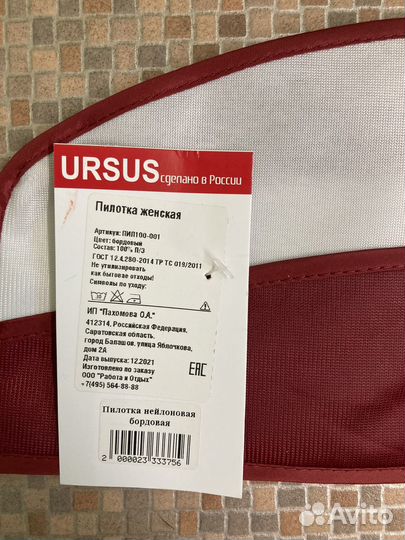 URSUS сделано в России
Пилотка женская
Артикул: ПИП100-001
Цвет: бордовый
Состав: 100% П/Э
ГОСТ 12.4.280-2014 ТР ТС 019/2011
Не утилизировать
как бытовые отходы!
Символы по уходу:
ИП "Пахомова О.А."
412314, Российская Федерация,
Саратовская область,
город Балашов, улица Яблочкова,
дом 2А
Дата выпуска: 12.2021
Изготовлено по заказу
ООО "Работа и Отдых"
+7(495) 564-88-88
EAC
Пилотка нейлоновая
бордовая
2 000023 333756
Avito